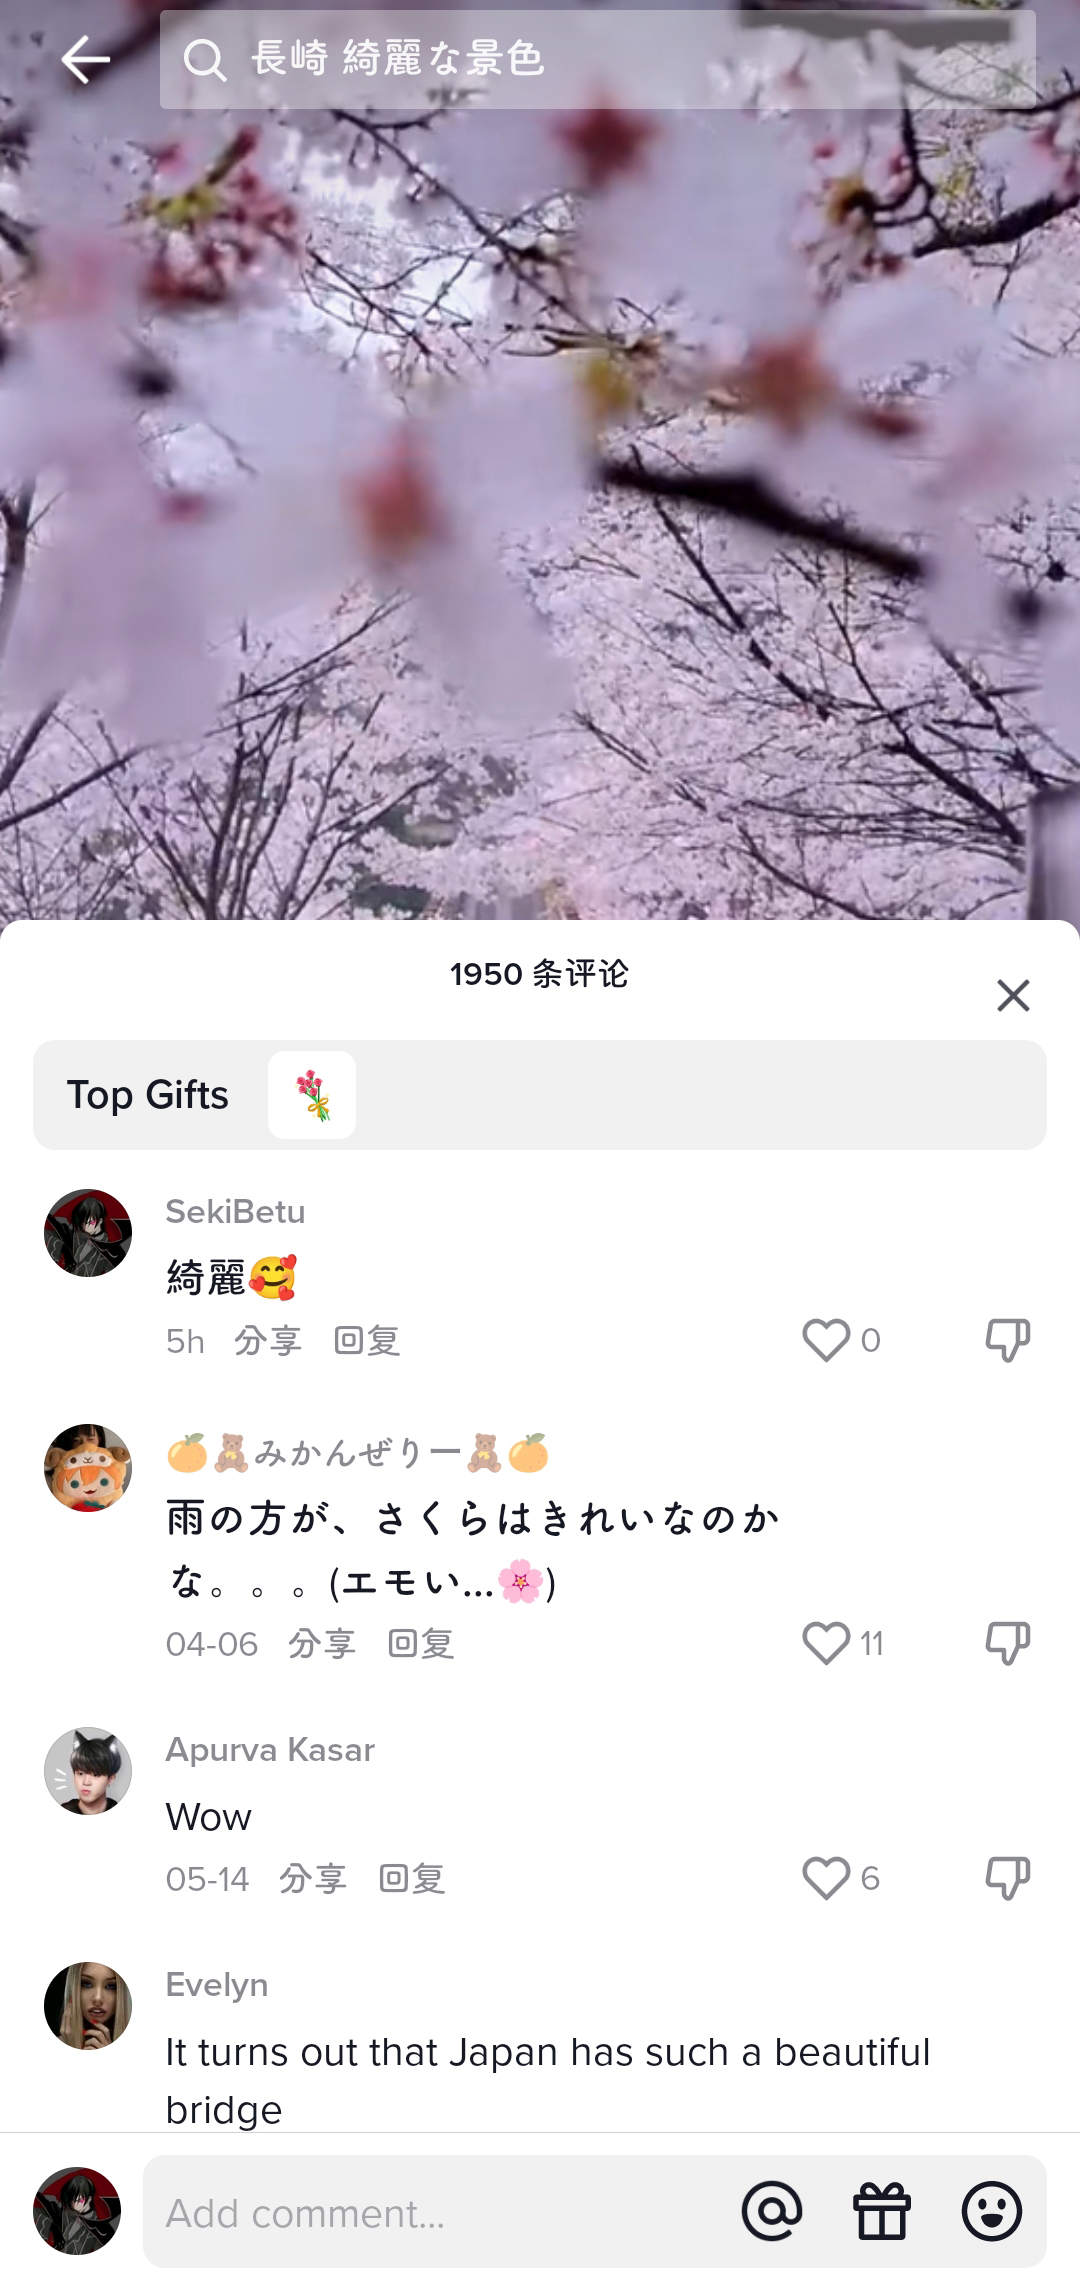 長崎 綺麗な景色
1950 条评论
Top Gifts
SekiBetu
綺麗🥰
5h 分享 回复 0
🍊🧸みかんぜりー🧸🍊
雨の方が、さくらはきれいなのか
な。。。(エモい...🌸)
04-06 分享 回复 11
Apurva Kasar
Wow
05-14 分享 回复 6
Evelyn
It turns out that Japan has such a beautiful
bridge
Add comment...